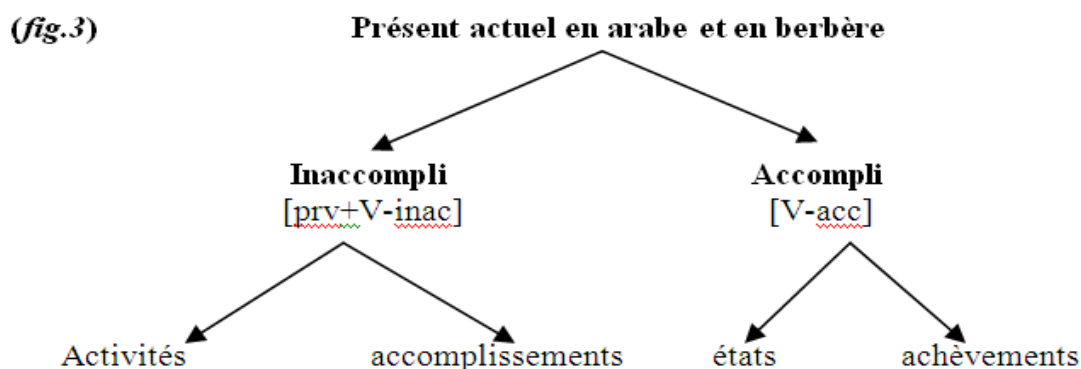 (fig.3) Présent actuel en arabe et en berbère
Inaccompli Accompli
[prv+V-inac] [V-acc]
Activités accomplissements états achèvements